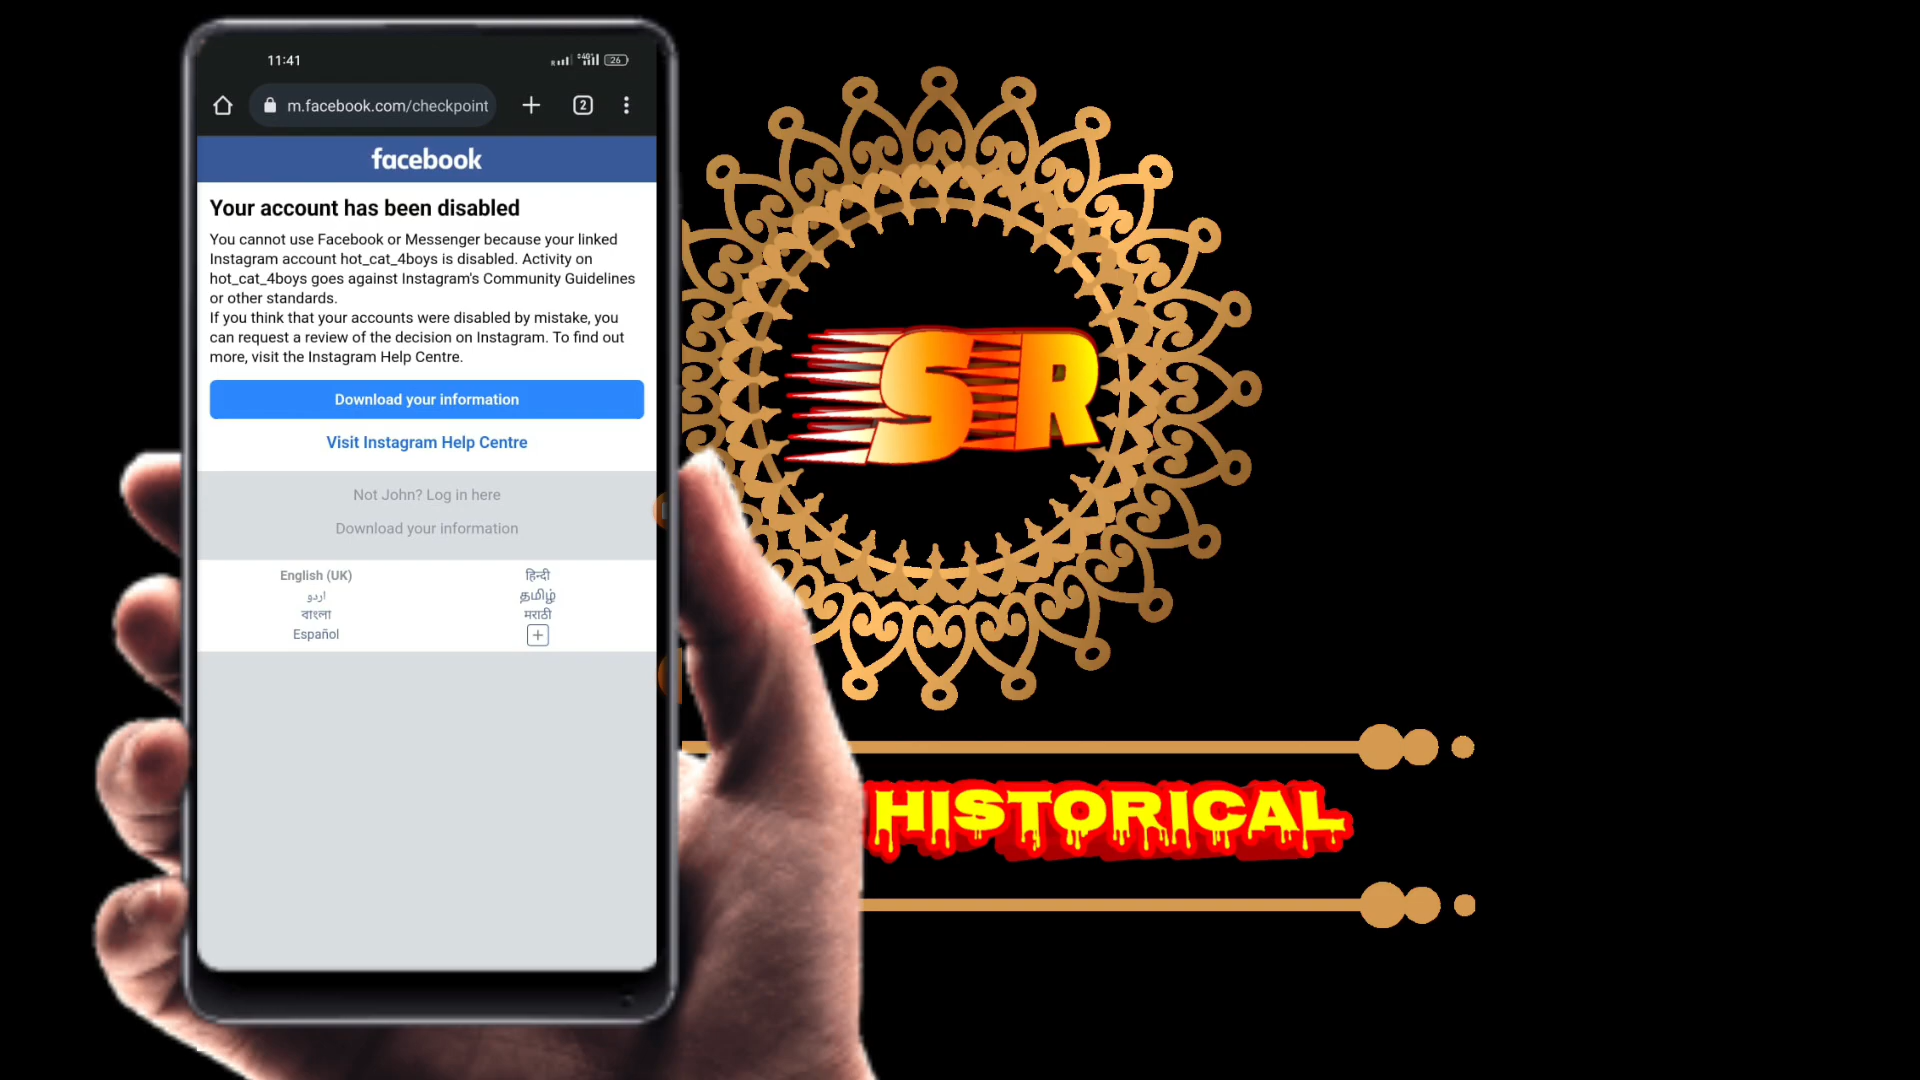 11:41
4G+
26
m.facebook.com/checkpoint
2
facebook
Your account has been disabled
You cannot use Facebook or Messenger because your linked
Instagram account hot_cat_4boys is disabled. Activity on
hot_cat_4boys goes against Instagram's Community Guidelines
or other standards.
If you think that your accounts were disabled by mistake, you
can request a review of the decision on Instagram. To find out
more, visit the Instagram Help Centre.
Download your information
Visit Instagram Help Centre
Not John? Log in here
Download your information
English (UK)
हिन्दी
اردو
தமிழ்
বাংলা
मराठी
Español
SR
HISTORICAL